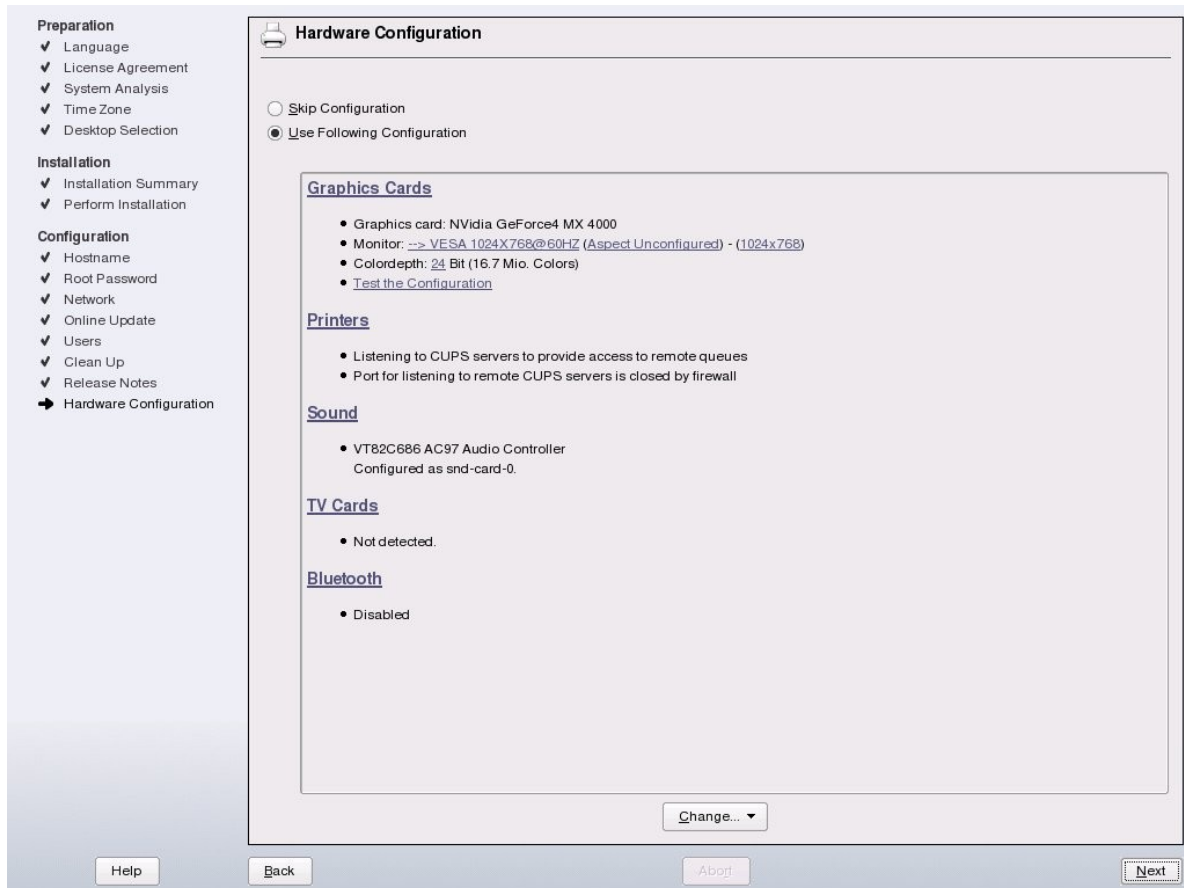 Preparation
Language
License Agreement
System Analysis
Time Zone
Desktop Selection
Installation
Installation Summary
Perform Installation
Configuration
Hostname
Root Password
Network
Online Update
Users
Clean Up
Release Notes
Hardware Configuration
Hardware Configuration
Skip Configuration
Use Following Configuration
Graphics Cards
Graphics card: NVidia GeForce4 MX 4000
Monitor: --> VESA 1024X768@60HZ (Aspect Unconfigured) - (1024x768)
Colordepth: 24 Bit (16.7 Mio. Colors)
Test the Configuration
Printers
Listening to CUPS servers to provide access to remote queues
Port for listening to remote CUPS servers is closed by firewall
Sound
VT82C686 AC97 Audio Controller
Configured as snd-card-0.
TV Cards
Not detected.
Bluetooth
Disabled
Change...
Help
Back
Abort
Next